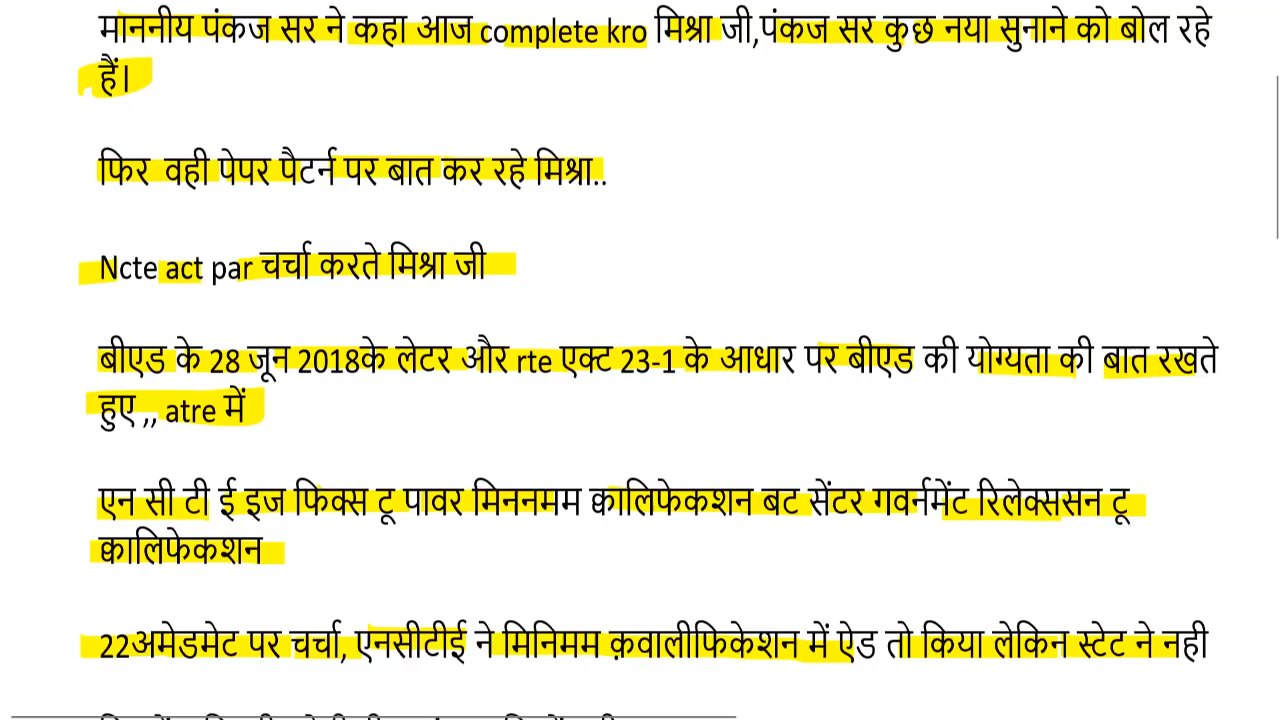 माननीय पंकज सर ने कहा आज complete kro मिश्रा जी,पंकज सर कुछ नया सुनाने को बोल रहे
हैं।
फिर वही पेपर पैटर्न पर बात कर रहे मिश्रा..
Ncte act par चर्चा करते मिश्रा जी
बीएड के 28 जून 2018के लेटर और rte एक्ट 23-1 के आधार पर बीएड की योग्यता की बात रखते
हुए ,, atre में
एन सी टी ई इज फिक्स टू पावर मिननमम क्वालिफेकशन बट सेंटर गवर्नमेंट रिलेक्ससन टू
क्वालिफेकशन
22अमेडमेट पर चर्चा, एनसीटीई ने मिनिमम क़वालीफिकेशन में ऐड तो किया लेकिन स्टेट ने नही